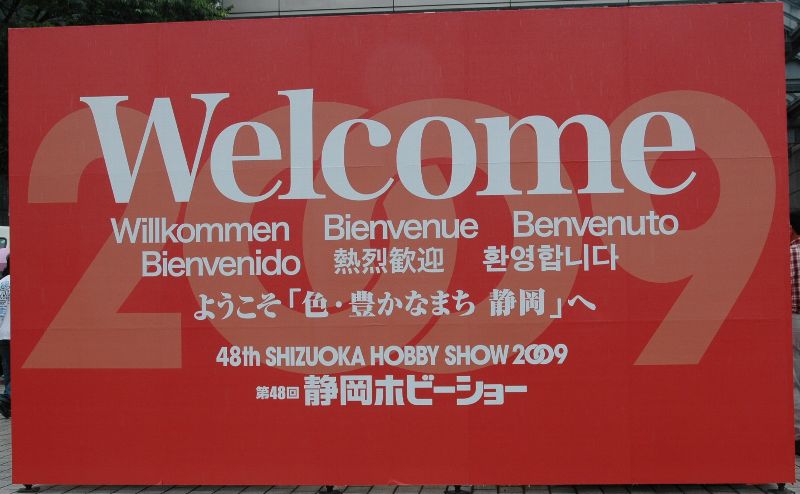 2009
Welcome
Willkommen Bienvenue Benvenuto
Bienvenido 熱烈歓迎 환영합니다
ようこそ「色・豊かなまち 静岡」へ
48th SHIZUOKA HOBBY SHOW 2009
第48回 静岡ホビーショー